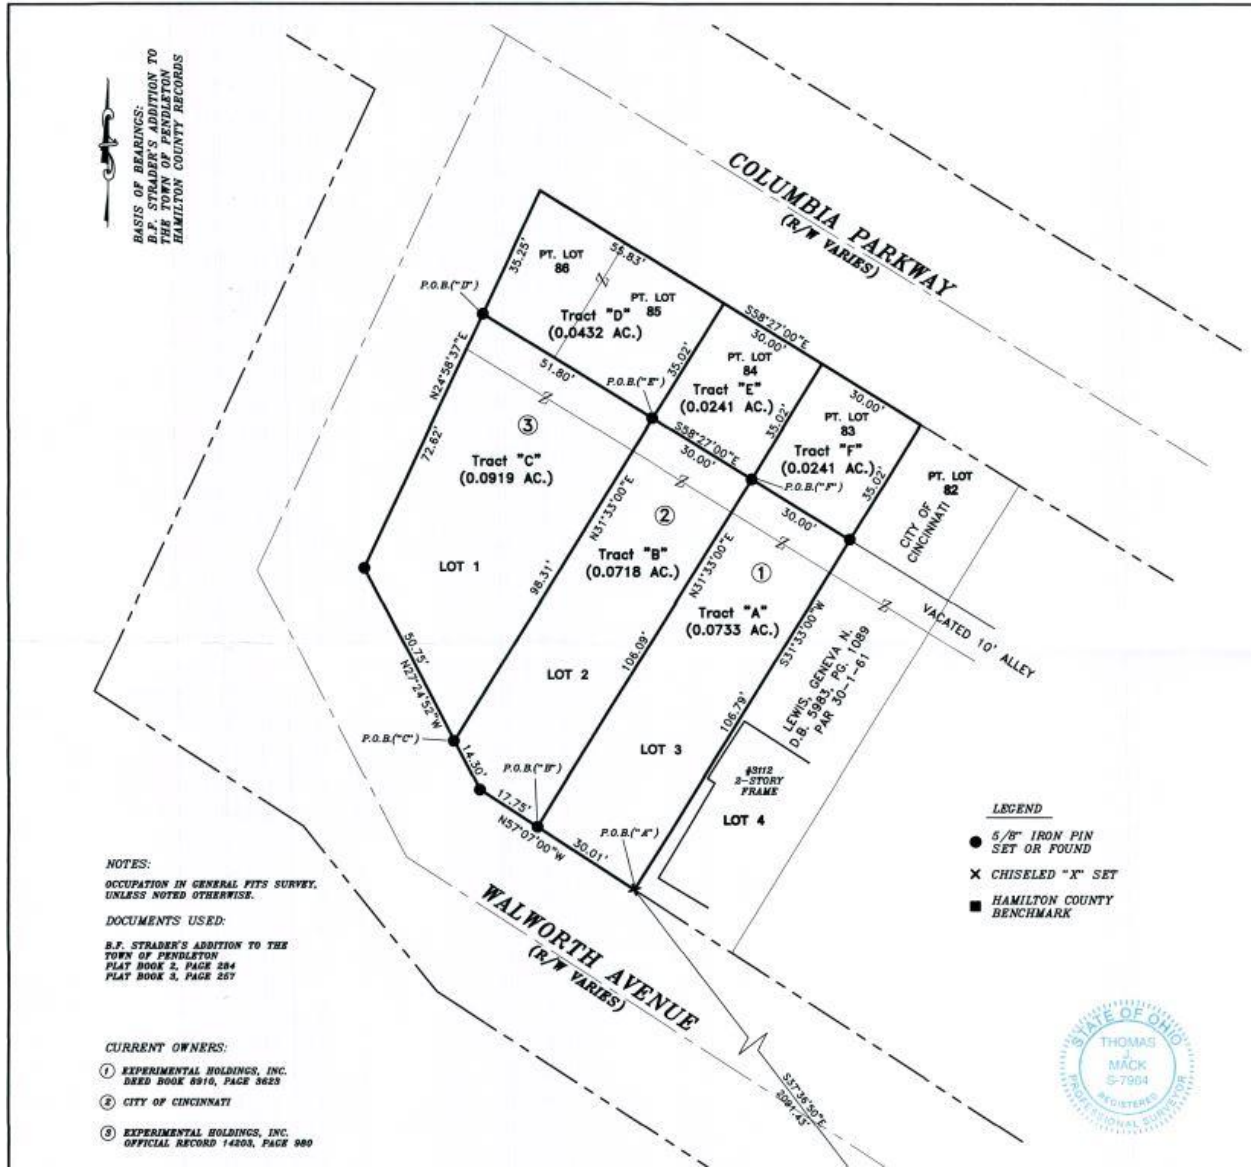 BASIS OF BEARINGS:
B.F. STRADER'S ADDITION TO
THE TOWN OF PENDLETON
HAMILTON COUNTY RECORDS
COLUMBIA PARKWAY
(R/W VARIES)
35.25'
PT. LOT
86
55.83'
Z
PT. LOT
85
P.O.B.("D")
Tract "D"
(0.0432 AC.)
S58°27'00"E
30.00'
N24°58'37"E
72.62'
51.80'
P.O.B.("E")
35.02'
PT. LOT
84
Tract "E"
(0.0241 AC.)
30.00'
35.02'
PT. LOT
83
Tract "F"
(0.0241 AC.)
P.O.B.("F")
35.02'
PT. LOT
82
CITY OF
CINCINNATI
Z
3
Tract "C"
(0.0919 AC.)
S58°27'00"E
30.00'
Z
30.00'
Z
Z
VACATED 10' ALLEY
LOT 1
N31°33'00"E
98.31'
2
Tract "B"
(0.0718 AC.)
N31°33'00"E
106.09'
1
Tract "A"
(0.0733 AC.)
S31°33'00"W
106.79'
LEWIS, GENEVA N.
D.B. 5983, PG. 1089
PAR 30-1-61
50.75'
N27°24'52"W
LOT 2
LOT 3
P.O.B.("C")
14.30'
P.O.B.("B")
17.75'
N57°07'00"W
30.01'
P.O.B.("A")
#3112
2-STORY
FRAME
LOT 4
WALWORTH AVENUE
(R/W VARIES)
S37°36'50"E
2091.43'
LEGEND
5/8" IRON PIN
SET OR FOUND
CHISELED "X" SET
HAMILTON COUNTY
BENCHMARK
NOTES:
OCCUPATION IN GENERAL FITS SURVEY,
UNLESS NOTED OTHERWISE.
DOCUMENTS USED:
B.F. STRADER'S ADDITION TO THE
TOWN OF PENDLETON
PLAT BOOK 2, PAGE 284
PLAT BOOK 3, PAGE 257
CURRENT OWNERS:
1 EXPERIMENTAL HOLDINGS, INC.
DEED BOOK 8910, PAGE 3623
2 CITY OF CINCINNATI
3 EXPERIMENTAL HOLDINGS, INC.
OFFICIAL RECORD 14203, PAGE 980
STATE OF OHIO
THOMAS
J.
MACK
S-7964
REGISTERED
PROFESSIONAL SURVEYOR